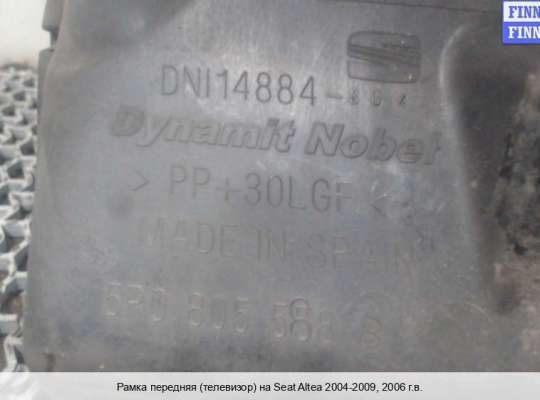 FINN
FINN
DNI14884-
Dynamit Nobel
> PP+30LGF <
MADE IN SPAIN
5P0 805 588 B
Рамка передняя (телевизор) на Seat Altea 2004-2009, 2006 г.в.